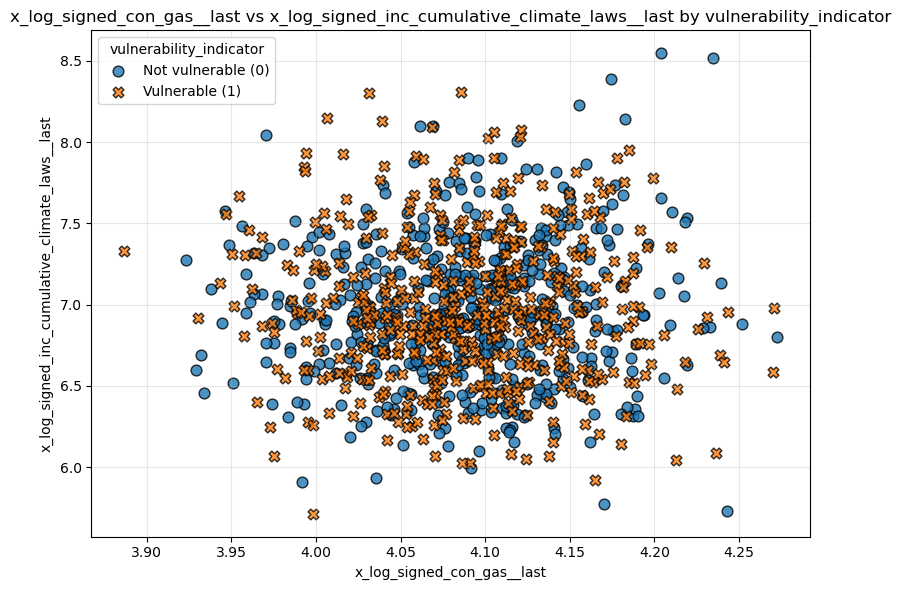 x_log_signed_con_gas__last vs x_log_signed_inc_cumulative_climate_laws__last by vulnerability_indicator
vulnerability_indicator
Not vulnerable (0)
Vulnerable (1)
x_log_signed_inc_cumulative_climate_laws__last
8.5
8.0
7.5
7.0
6.5
6.0
3.90
3.95
4.00
4.05
4.10
4.15
4.20
4.25
x_log_signed_con_gas__last